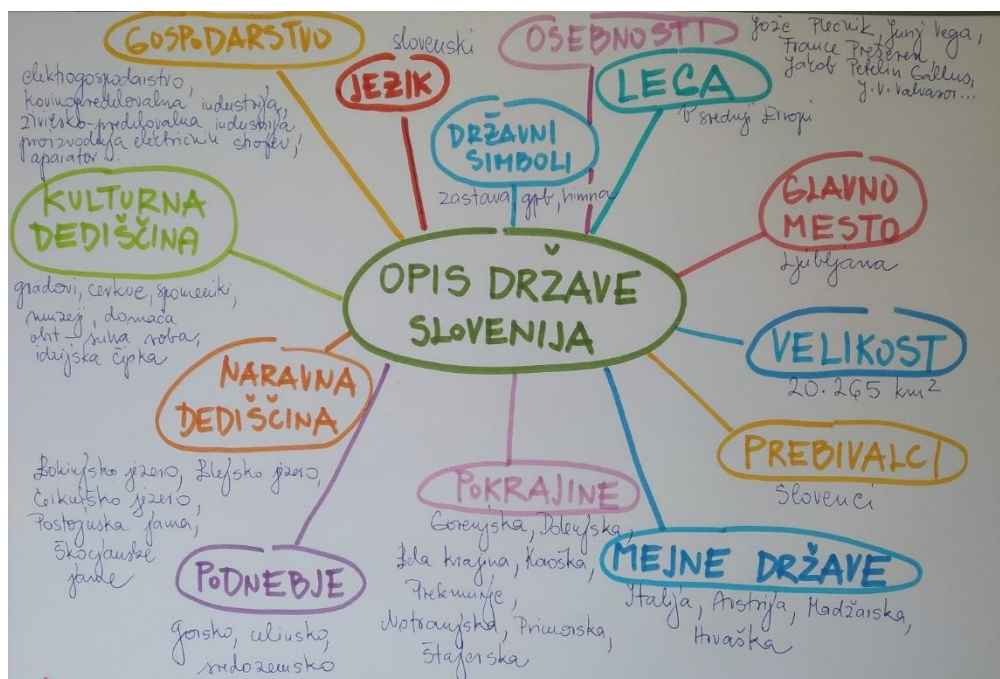 GOSPODARSTVO
elektrogospodarstvo,
kovinopredelovalna industrija,
živilsko-predelovalna industrija
proizvodnja električnih strojev,
aparatov.
slovenski
JEZIK
OSEBNOSTI
Jože Plečnik, Jurij Vega,
France Prešeren
Jakob Petelin Gallus,
J. V. Valvasor...
LEGA
v srednji Evropi
DRŽAVNI
SIMBOLI
zastava, grb, himna
KULTURNA
DEDIŠČINA
gradovi, cerkve, spomeniki,
muzeji, domača
obrt - suha roba,
idrijska čipka
OPIS DRŽAVE
SLOVENIJA
GLAVNO
MESTO
Ljubljana
VELIKOST
20.265 km²
NARAVNA
DEDIŠČINA
Bohinjsko jezero, Blejsko jezero,
Cerkniško jezero,
Postojnska jama,
Škocjanske
jame
PREBIVALCI
Slovenci
POKRAJINE
Gorenjska, Dolenjska,
Bela krajina, Koroška,
Prekmurje,
Notranjska, Primorska,
Štajerska
MEJNE DRŽAVE
Italija, Avstrija, Madžarska,
Hrvaška
PODNEBJE
Gorsko, celinsko,
sredozemsko